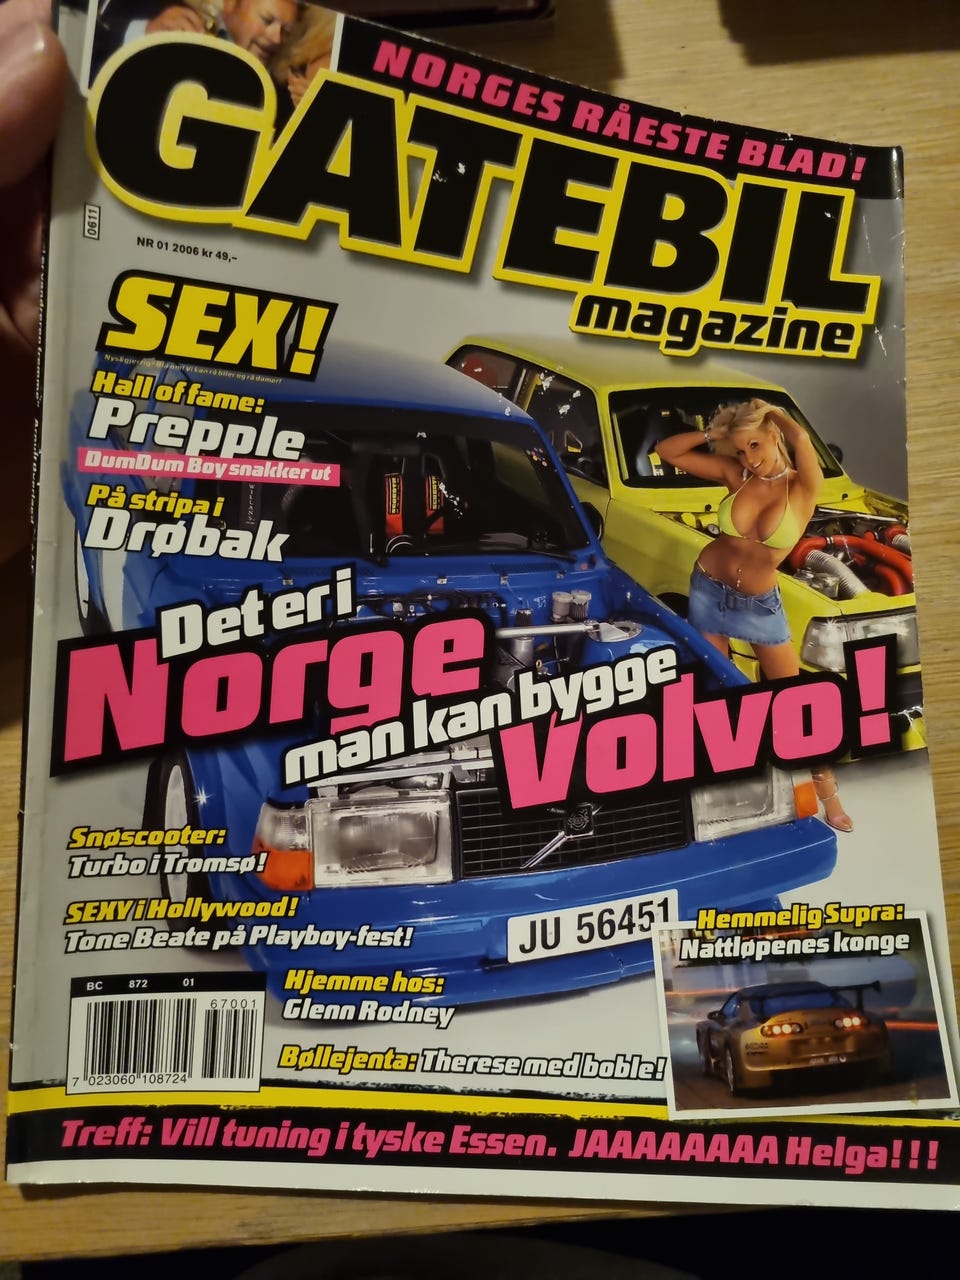 NORGES RÅESTE BLAD!
GATEBIL
magazine
0611
NR 01 2006 kr 49,-
SEX!
Hall of fame:
Prepple
DumDum Boy snakker ut
På stripa i
Drøbak
Det er i
Norge
man kan bygge
Volvo!
Snøscooter:
Turbo i Tromsø!
SEXY i Hollywood!
Tone Beate på Playboy-fest!
JU 56451
Hemmelig Supra:
Nattløpenes konge
BC 872 01
67001
7 023060 108724
Hjemme hos:
Glenn Rodney
Bøllejenta: Therese med boble!
Treff: Vill tuning i tyske Essen. JAAAAAAAA Helga!!!